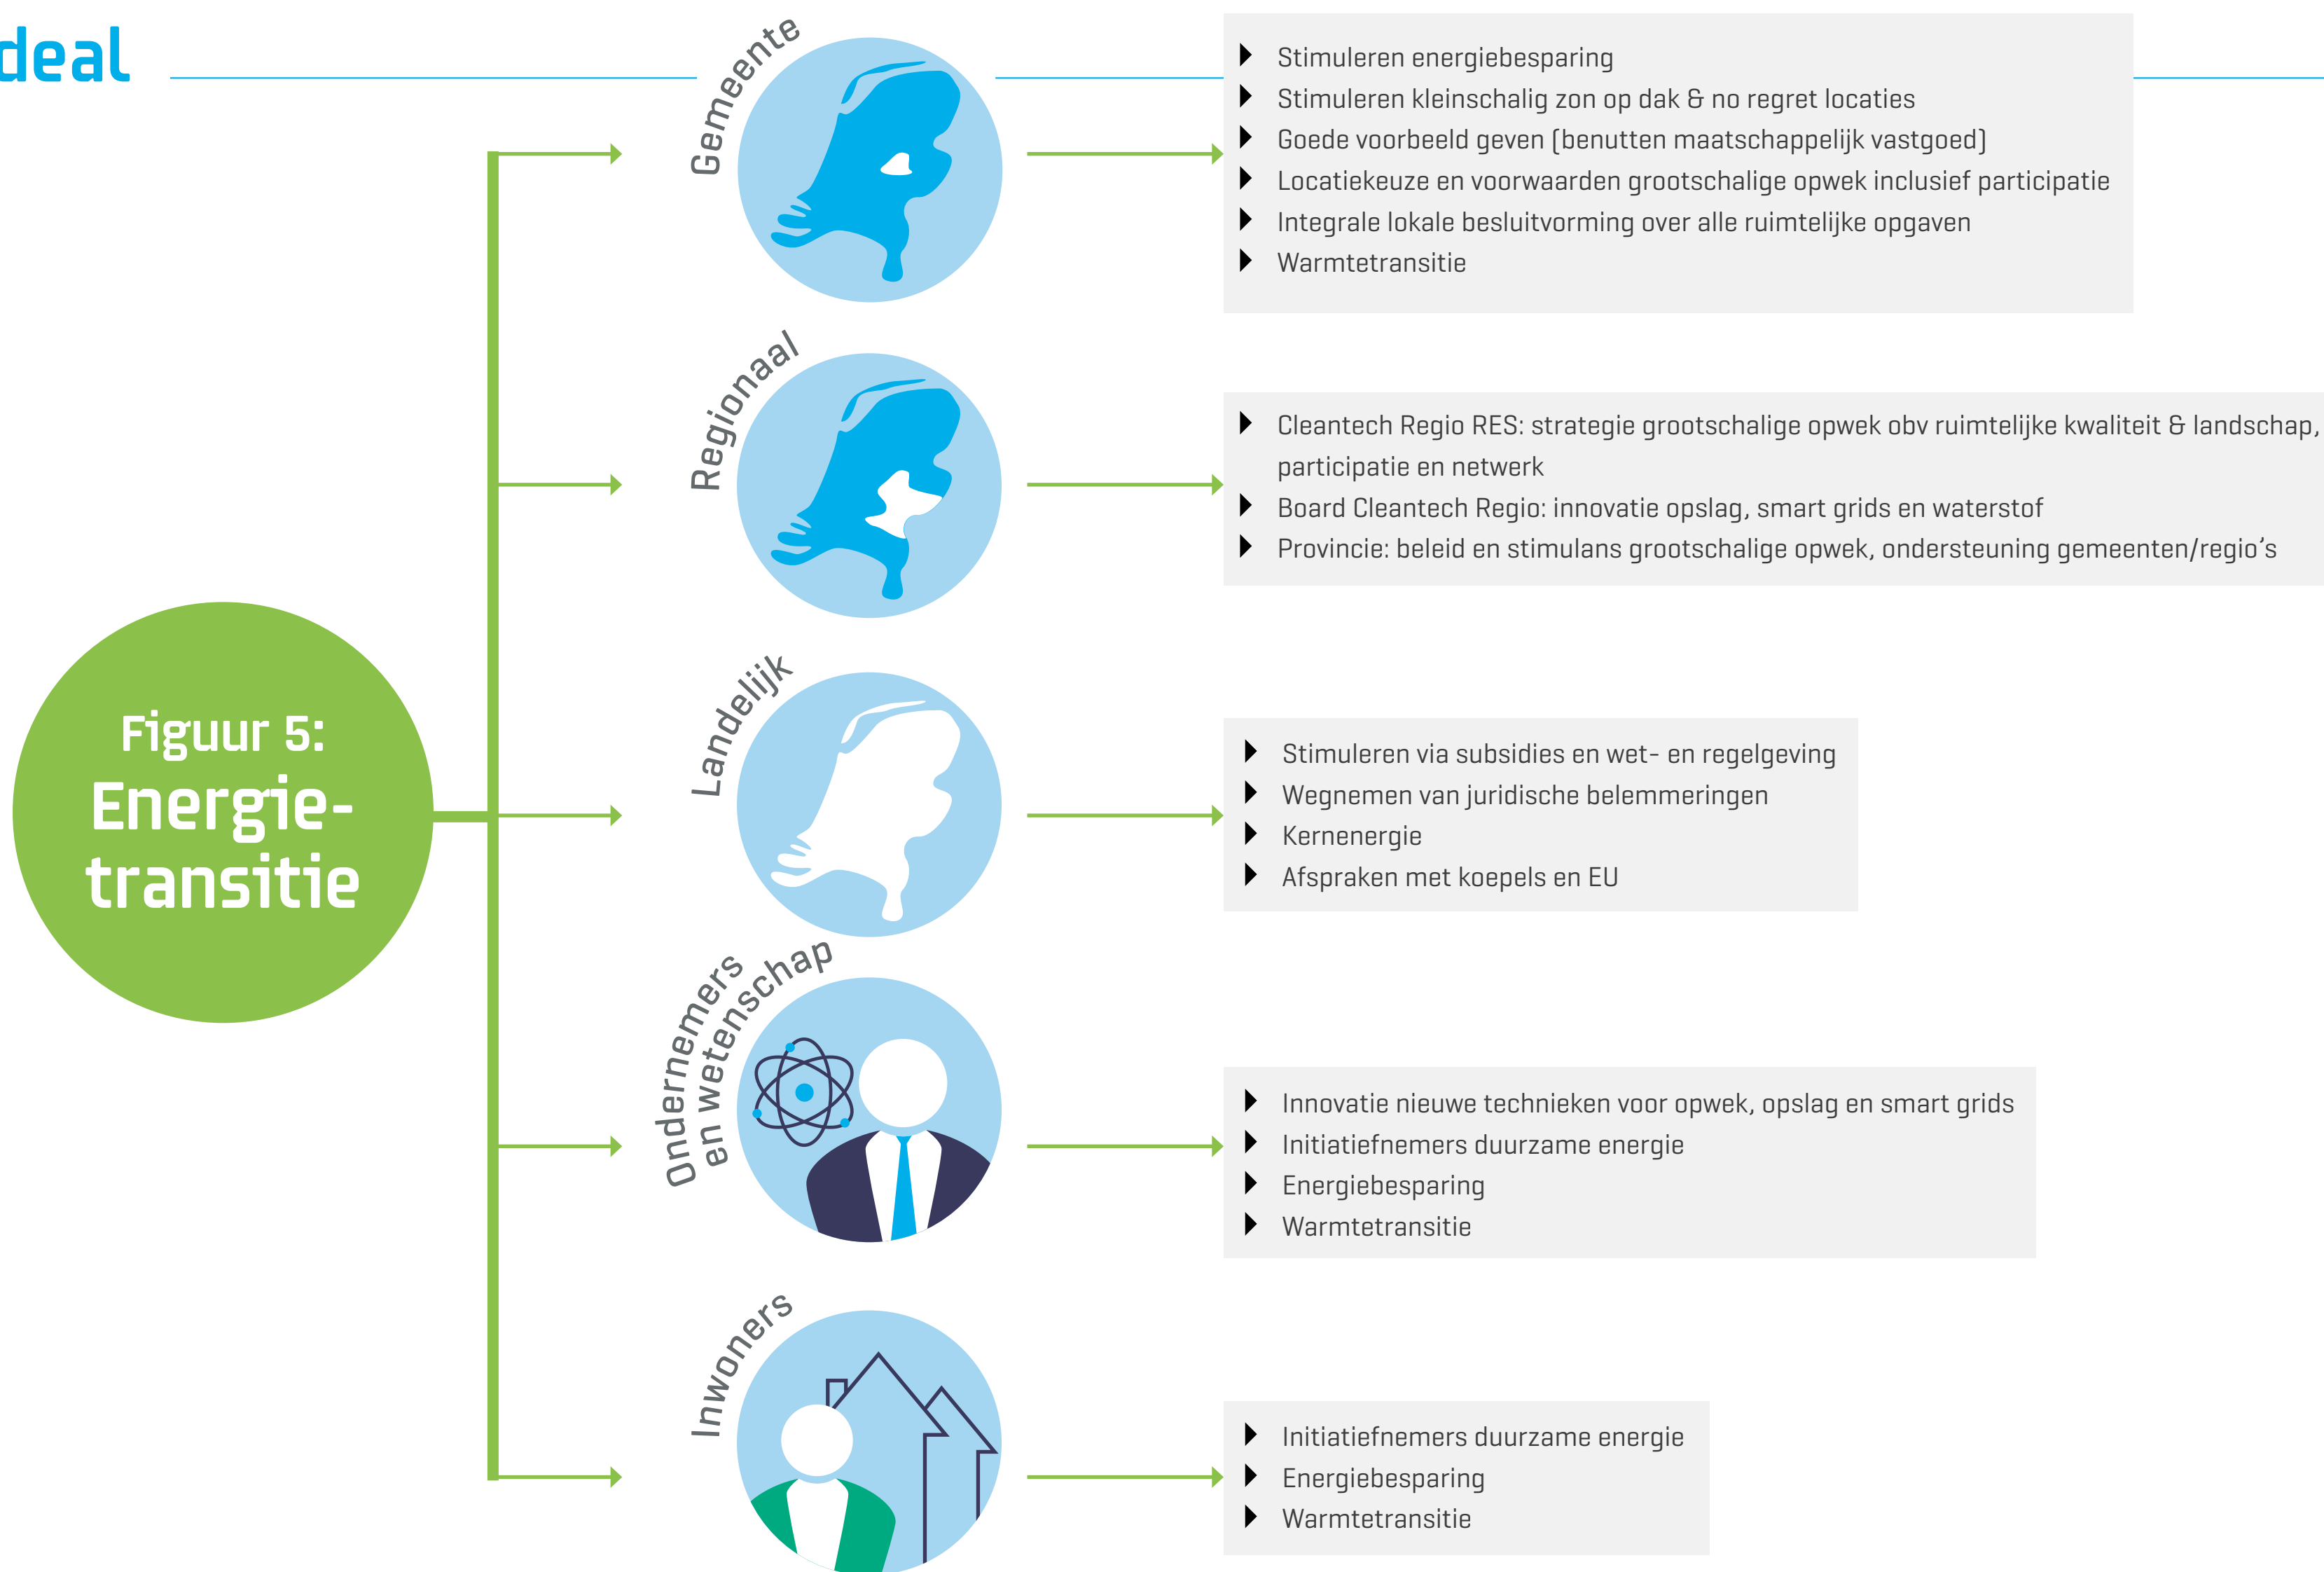 deal
Figuur 5:
Energie-
transitie
Gemeente
Stimuleren energiebesparing
Stimuleren kleinschalig zon op dak & no regret locaties
Goede voorbeeld geven (benutten maatschappelijk vastgoed)
Locatiekeuze en voorwaarden grootschalige opwek inclusief participatie
Integrale lokale besluitvorming over alle ruimtelijke opgaven
Warmtetransitie
Regionaal
Cleantech Regio RES: strategie grootschalige opwek obv ruimtelijke kwaliteit & landschap,
participatie en netwerk
Board Cleantech Regio: innovatie opslag, smart grids en waterstof
Provincie: beleid en stimulans grootschalige opwek, ondersteuning gemeenten/regio’s
Landelijk
Stimuleren via subsidies en wet- en regelgeving
Wegnemen van juridische belemmeringen
Kernenergie
Afspraken met koepels en EU
Ondernemers
en wetenschap
Innovatie nieuwe technieken voor opwek, opslag en smart grids
Initiatiefnemers duurzame energie
Energiebesparing
Warmtetransitie
Inwoners
Initiatiefnemers duurzame energie
Energiebesparing
Warmtetransitie